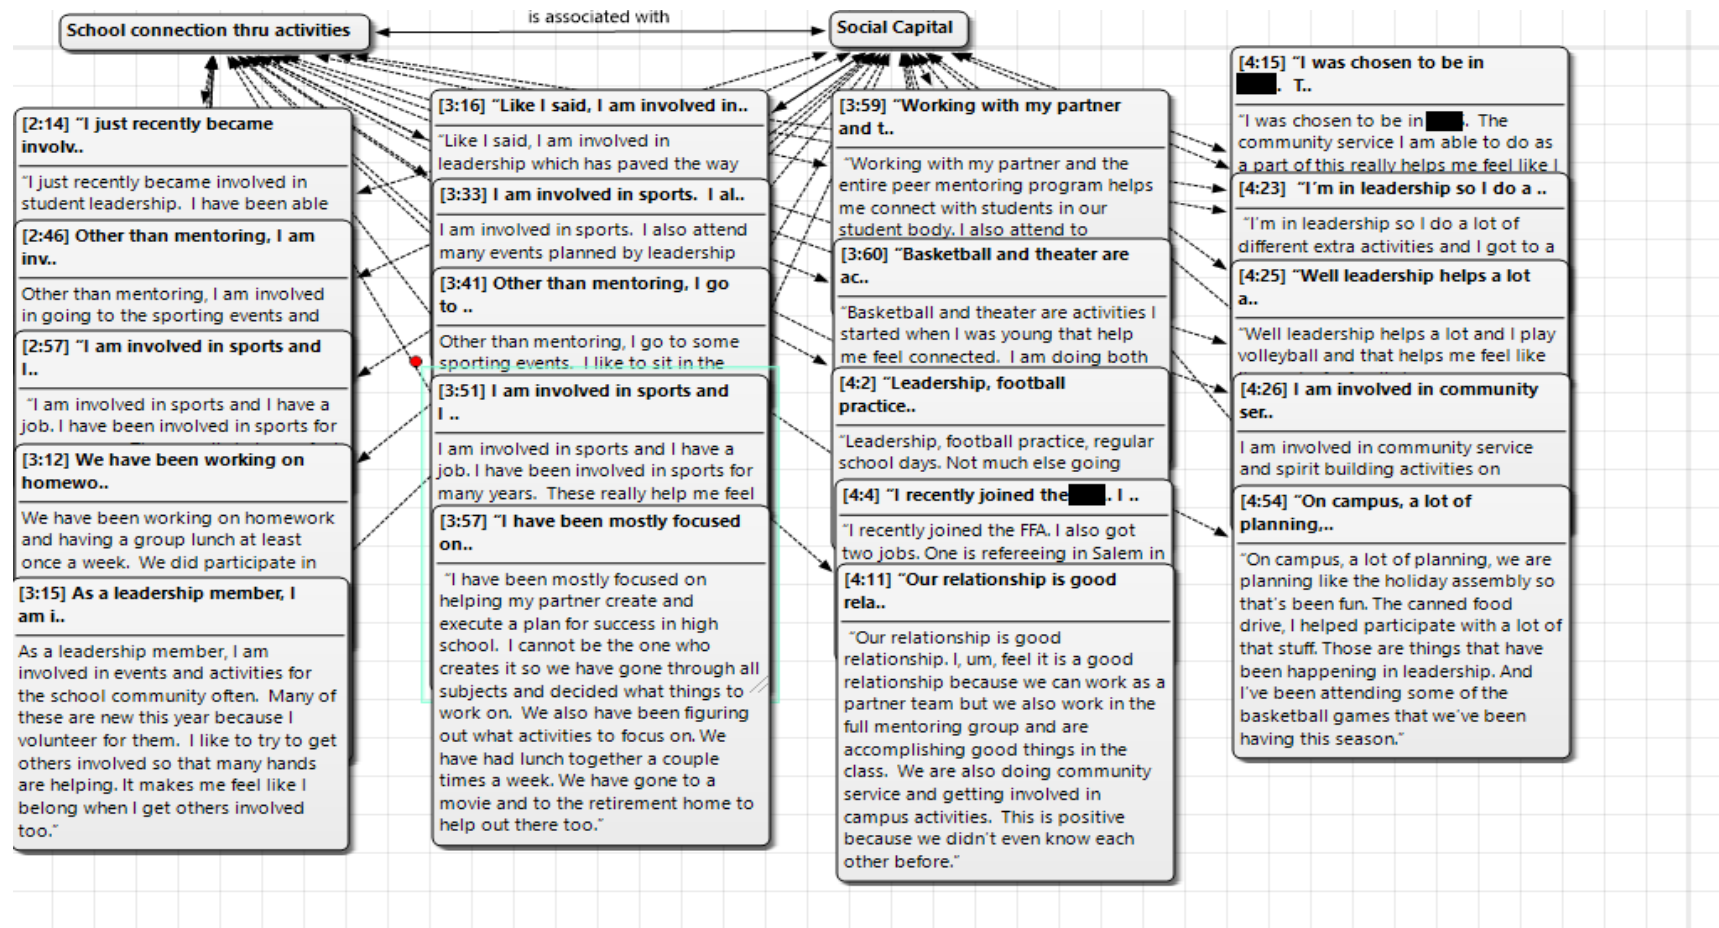 is associated with
School connection thru activities
Social Capital
[2:14] “I just recently became
involv..
“I just recently became involved in
student leadership.  I have been able
[2:46] Other than mentoring, I am
inv..
Other than mentoring, I am involved
in going to the sporting events and
[2:57] “I am involved in sports and
I..
“I am involved in sports and I have a
job. I have been involved in sports for
[3:12] We have been working on
homewo..
We have been working on homework
and having a group lunch at least
once a week.  We did participate in
[3:15] As a leadership member, I
am i..
As a leadership member, I am
involved in events and activities for
the school community often.  Many of
these are new this year because I
volunteer for them.  I like to try to get
others involved so that many hands
are helping. It makes me feel like I
belong when I get others involved
too.”
[3:16] “Like I said, I am involved in..
“Like I said, I am involved in
leadership which has paved the way
[3:33] I am involved in sports.  I al..
I am involved in sports.  I also attend
many events planned by leadership
[3:41] Other than mentoring, I go
to ..
Other than mentoring, I go to some
sporting events.  I like to sit in the
[3:51] I am involved in sports and
I ..
I am involved in sports and I have a
job. I have been involved in sports for
many years.  These really help me feel
[3:57] “I have been mostly focused
on..
“I have been mostly focused on
helping my partner create and
execute a plan for success in high
school.  I cannot be the one who
creates it so we have gone through all
subjects and decided what things to
work on.  We also have been figuring
out what activities to focus on. We
have had lunch together a couple
times a week. We have gone to a
movie and to the retirement home to
help out there too.”
[3:59] “Working with my partner
and t..
“Working with my partner and the
entire peer mentoring program helps
me connect with students in our
student body. I also attend to
[3:60] “Basketball and theater are
ac..
“Basketball and theater are activities I
started when I was young that help
me feel connected.  I am doing both
[4:2] “Leadership, football
practice..
“Leadership, football practice, regular
school days. Not much else going
[4:4] “I recently joined the . I ..
“I recently joined the FFA. I also got
two jobs. One is refereeing in Salem in
[4:11] “Our relationship is good
rela..
“Our relationship is good
relationship. I, um, feel it is a good
relationship because we can work as a
partner team but we also work in the
full mentoring group and are
accomplishing good things in the
class.  We are also doing community
service and getting involved in
campus activities.  This is positive
because we didn’t even know each
other before.”
[4:15] “I was chosen to be in
.  T..
“I was chosen to be in .  The
community service I am able to do as
a part of this really helps me feel like I
[4:23]  “I’m in leadership so I do a ..
“I’m in leadership so I do a lot of
different extra activities and I got to a
[4:25] “Well leadership helps a lot
a..
“Well leadership helps a lot and I play
volleyball and that helps me feel like
[4:26] I am involved in community
ser..
I am involved in community service
and spirit building activities on
[4:54] “On campus, a lot of
planning,..
“On campus, a lot of planning, we are
planning like the holiday assembly so
that’s been fun. The canned food
drive, I helped participate with a lot of
that stuff. Those are things that have
been happening in leadership. And
I’ve been attending some of the
basketball games that we’ve been
having this season.”